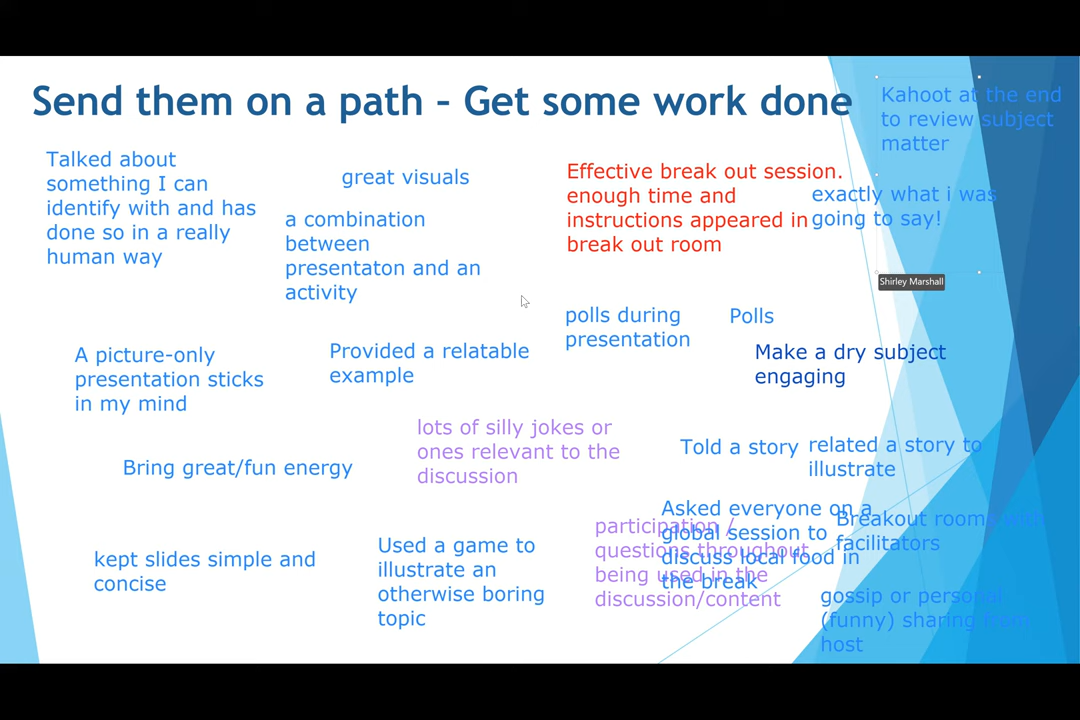 Send them on a path – Get some work done
Kahoot at the end
to review subject
matter
Talked about
something I can
identify with and has
done so in a really
human way
great visuals
a combination
between
presentaton and an
activity
Effective break out session.
enough time and
instructions appeared in
break out room
exactly what i was
going to say!
Shirley Marshall
polls during
presentation
Polls
Make a dry subject
engaging
A picture-only
presentation sticks
in my mind
Provided a relatable
example
lots of silly jokes or
ones relevant to the
discussion
Told a story
related a story to
illustrate
Bring great/fun energy
Asked everyone on a
global session to
discuss local food in
the break
participation /
questions throughout
being used in the
discussion/content
Breakout rooms with
facilitators
kept slides simple and
concise
Used a game to
illustrate an
otherwise boring
topic
gossip or personal
(funny) sharing from
host